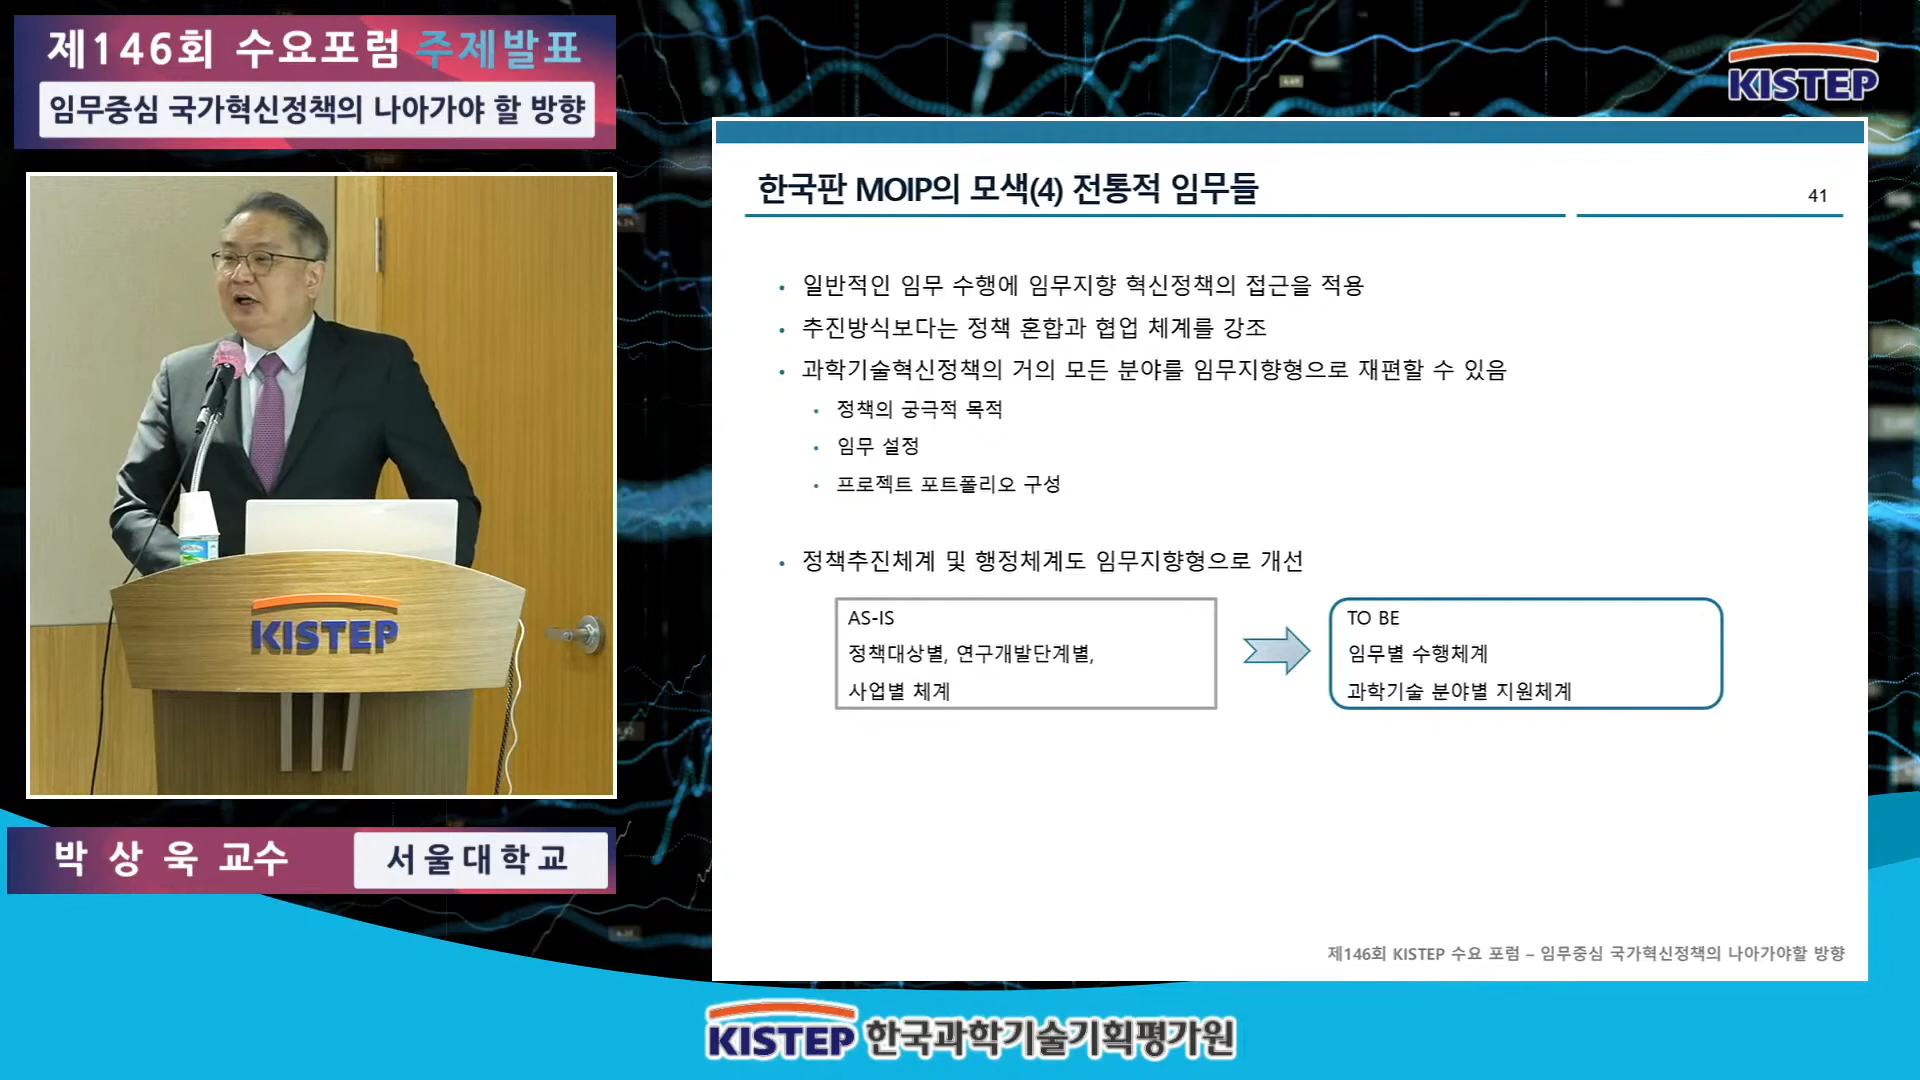 제146회 수요포럼 주제발표
임무중심 국가혁신정책의 나아가야 할 방향
KISTEP
한국판 MOIP의 모색(4) 전통적 임무들
41
• 일반적인 임무 수행에 임무지향 혁신정책의 접근을 적용
• 추진방식보다는 정책 혼합과 협업 체계를 강조
• 과학기술혁신정책의 거의 모든 분야를 임무지향형으로 재편할 수 있음
• 정책의 궁극적 목적
• 임무 설정
• 프로젝트 포트폴리오 구성
• 정책추진체계 및 행정체계도 임무지향형으로 개선
AS-IS
정책대상별, 연구개발단계별,
사업별 체계
TO BE
임무별 수행체계
과학기술 분야별 지원체계
제146회 KISTEP 수요 포럼 – 임무중심 국가혁신정책의 나아가야할 방향
KISTEP
박상욱 교수
서울대학교
KISTEP 한국과학기술기획평가원